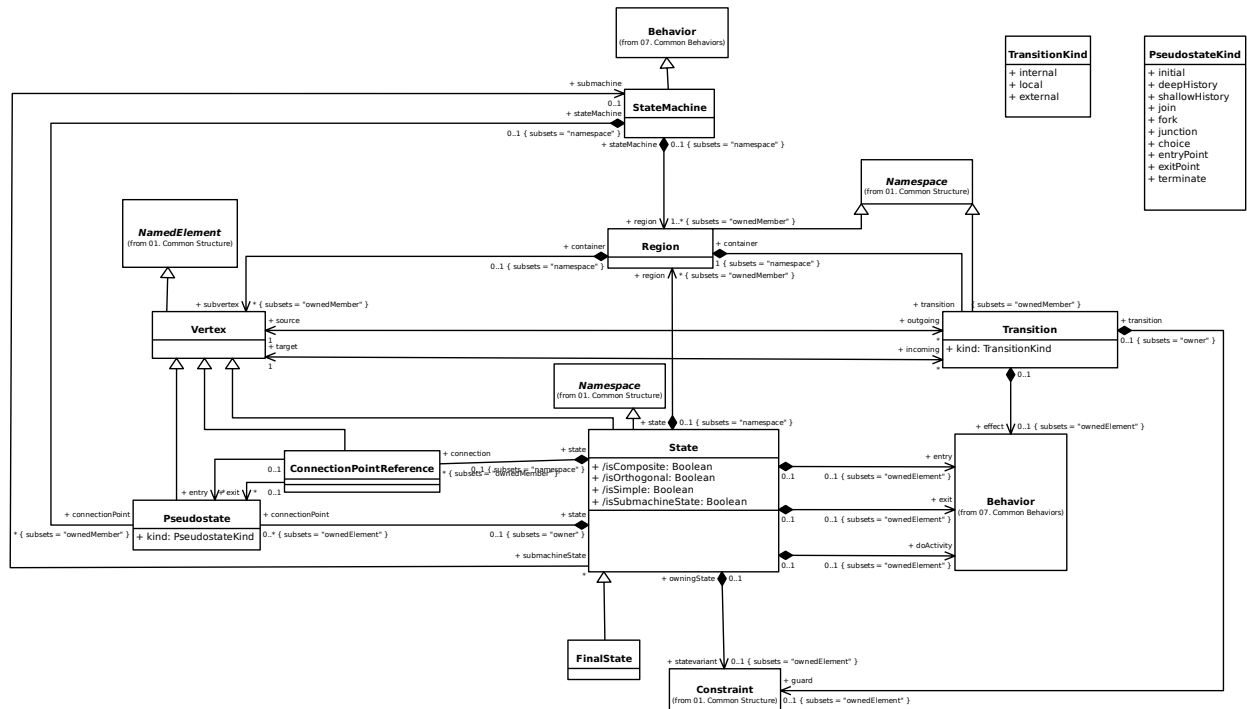 Behavior
(from 07. Common Behaviors)
TransitionKind
+ internal
+ local
+ external
PseudostateKind
+ initial
+ deepHistory
+ shallowHistory
+ join
+ fork
+ junction
+ choice
+ entryPoint
+ exitPoint
+ terminate
+ submachine
0..1
StateMachine
+ stateMachine
0..1 { subsets = "namespace" }
+ stateMachine
0..1 { subsets = "namespace" }
Namespace
(from 01. Common Structure)
NamedElement
(from 01. Common Structure)
+ region
1..* { subsets = "ownedMember" }
+ container
0..1 { subsets = "namespace" }
Region
+ container
1 { subsets = "namespace" }
+ region
* { subsets = "ownedMember" }
+ subvertex
* { subsets = "ownedMember" }
+ transition
{ subsets = "ownedMember" }
Vertex
+ source
1
+ target
1
+ outgoing
*
+ incoming
*
Transition
+ kind: TransitionKind
+ transition
0..1 { subsets = "owner" }
0..1
Namespace
(from 01. Common Structure)
+ state
0..1 { subsets = "namespace" }
+ effect
0..1 { subsets = "ownedElement" }
State
+ /isComposite: Boolean
+ /isOrthogonal: Boolean
+ /isSimple: Boolean
+ /isSubmachineState: Boolean
+ connection
* { subsets = "ownedMember" }
+ state
0..1 { subsets = "namespace" }
ConnectionPointReference
0..1
0..1
+ entry
*
+ exit
*
0..1
+ entry
0..1 { subsets = "ownedElement" }
Behavior
(from 07. Common Behaviors)
0..1
+ exit
0..1 { subsets = "ownedElement" }
0..1
+ doActivity
0..1 { subsets = "ownedElement" }
+ connectionPoint
* { subsets = "ownedMember" }
Pseudostate
+ kind: PseudostateKind
+ connectionPoint
0..* { subsets = "ownedElement" }
+ state
0..1 { subsets = "owner" }
+ submachineState
*
+ owningState
0..1
FinalState
+ statevariant
0..1 { subsets = "ownedElement" }
Constraint
(from 01. Common Structure)
+ guard
0..1 { subsets = "ownedElement" }